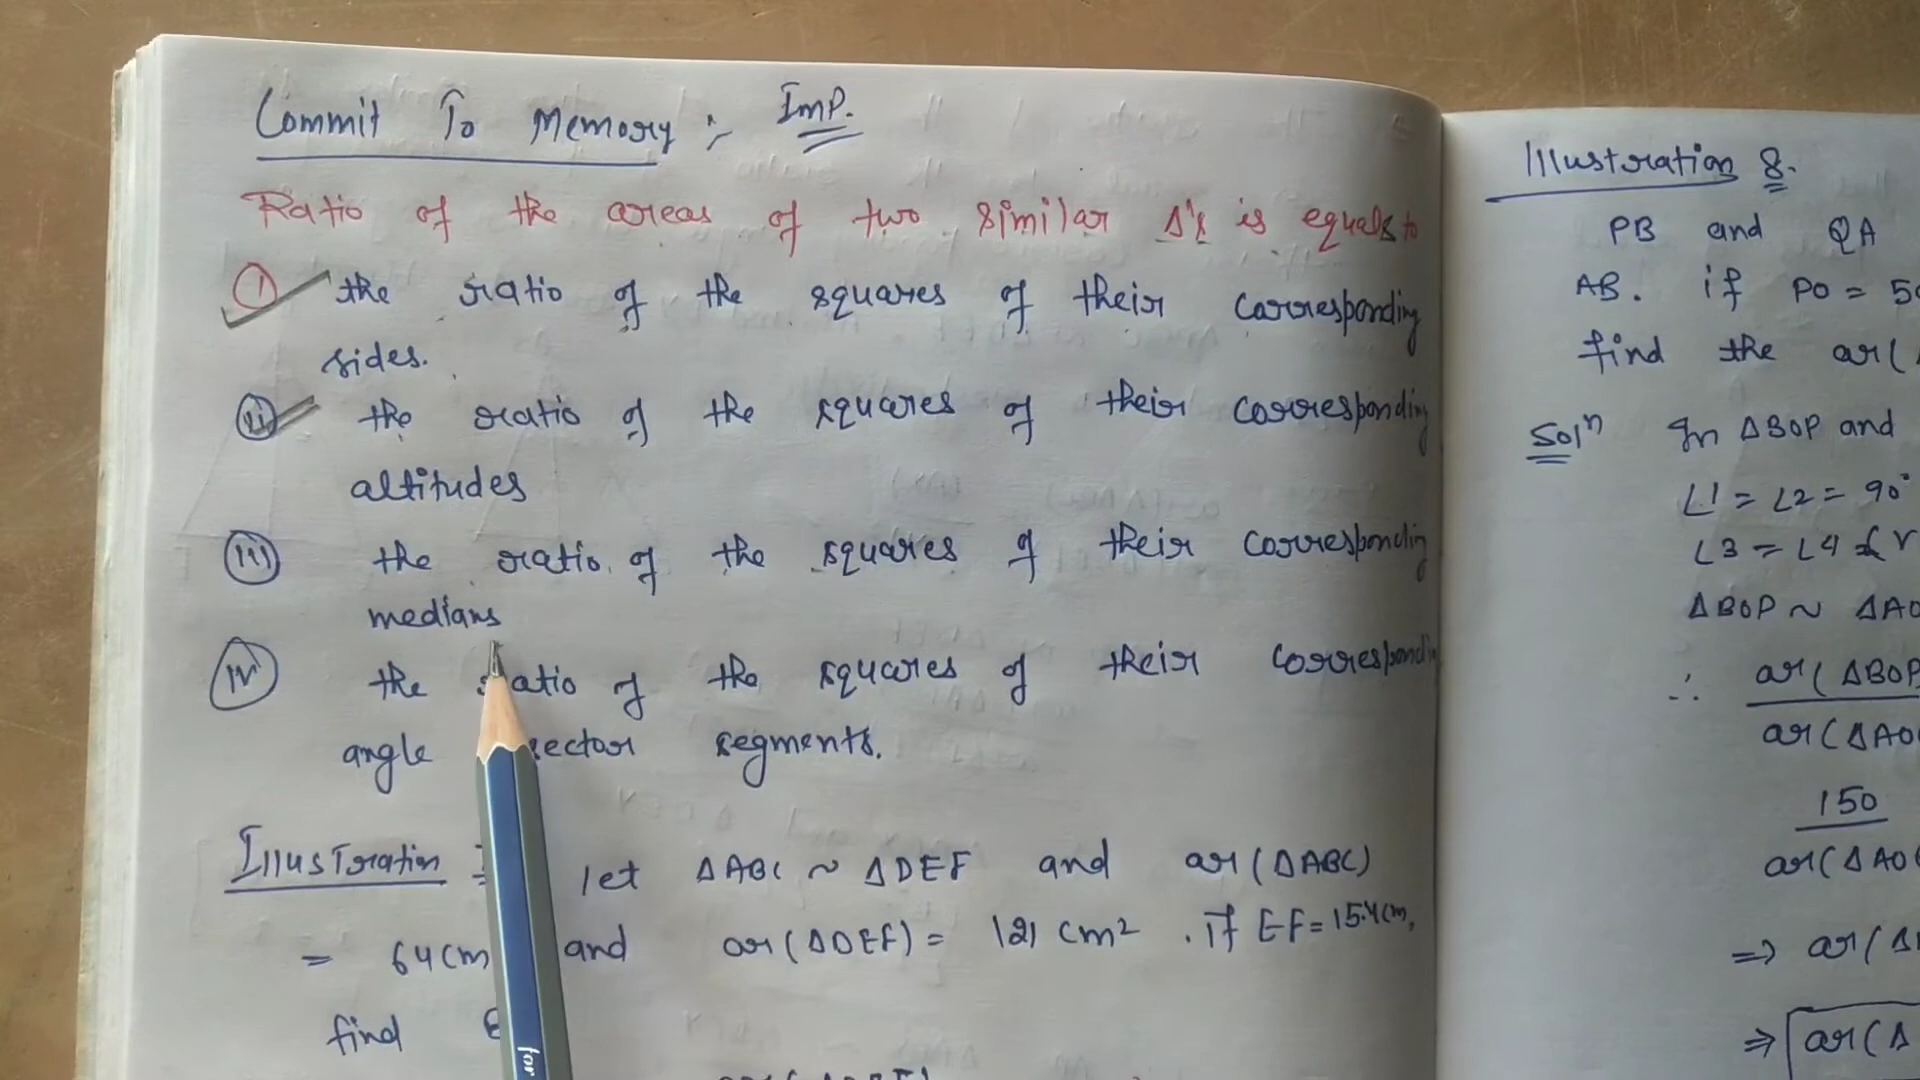 Commit To Memory :- Imp.
Ratio of the areas of two similar Δ's is equals to
(i) the ratio of the squares of their corresponding
sides.
(ii) the ratio of the squares of their corresponding
altitudes
(iii) the ratio of the squares of their corresponding
medians
(iv) the ratio of the squares of their corresponding
angle segments.
Illustration let ΔABC ~ ΔDEF and ar(ΔABC)
= 64cm and ar(ΔDEF) = 121 cm² . if EF = 15.4cm,
find
Illustration 8.
PB and QA
AB. if PO =
find the ar(
Solⁿ In ΔBOP and
∠1 = ∠2 = 90°
∠3 = ∠4
ΔBOP ~
∴ ar(ΔBOP
ar(ΔAO
150
ar(ΔAO
=> ar(Δ
=> ar(Δ
for